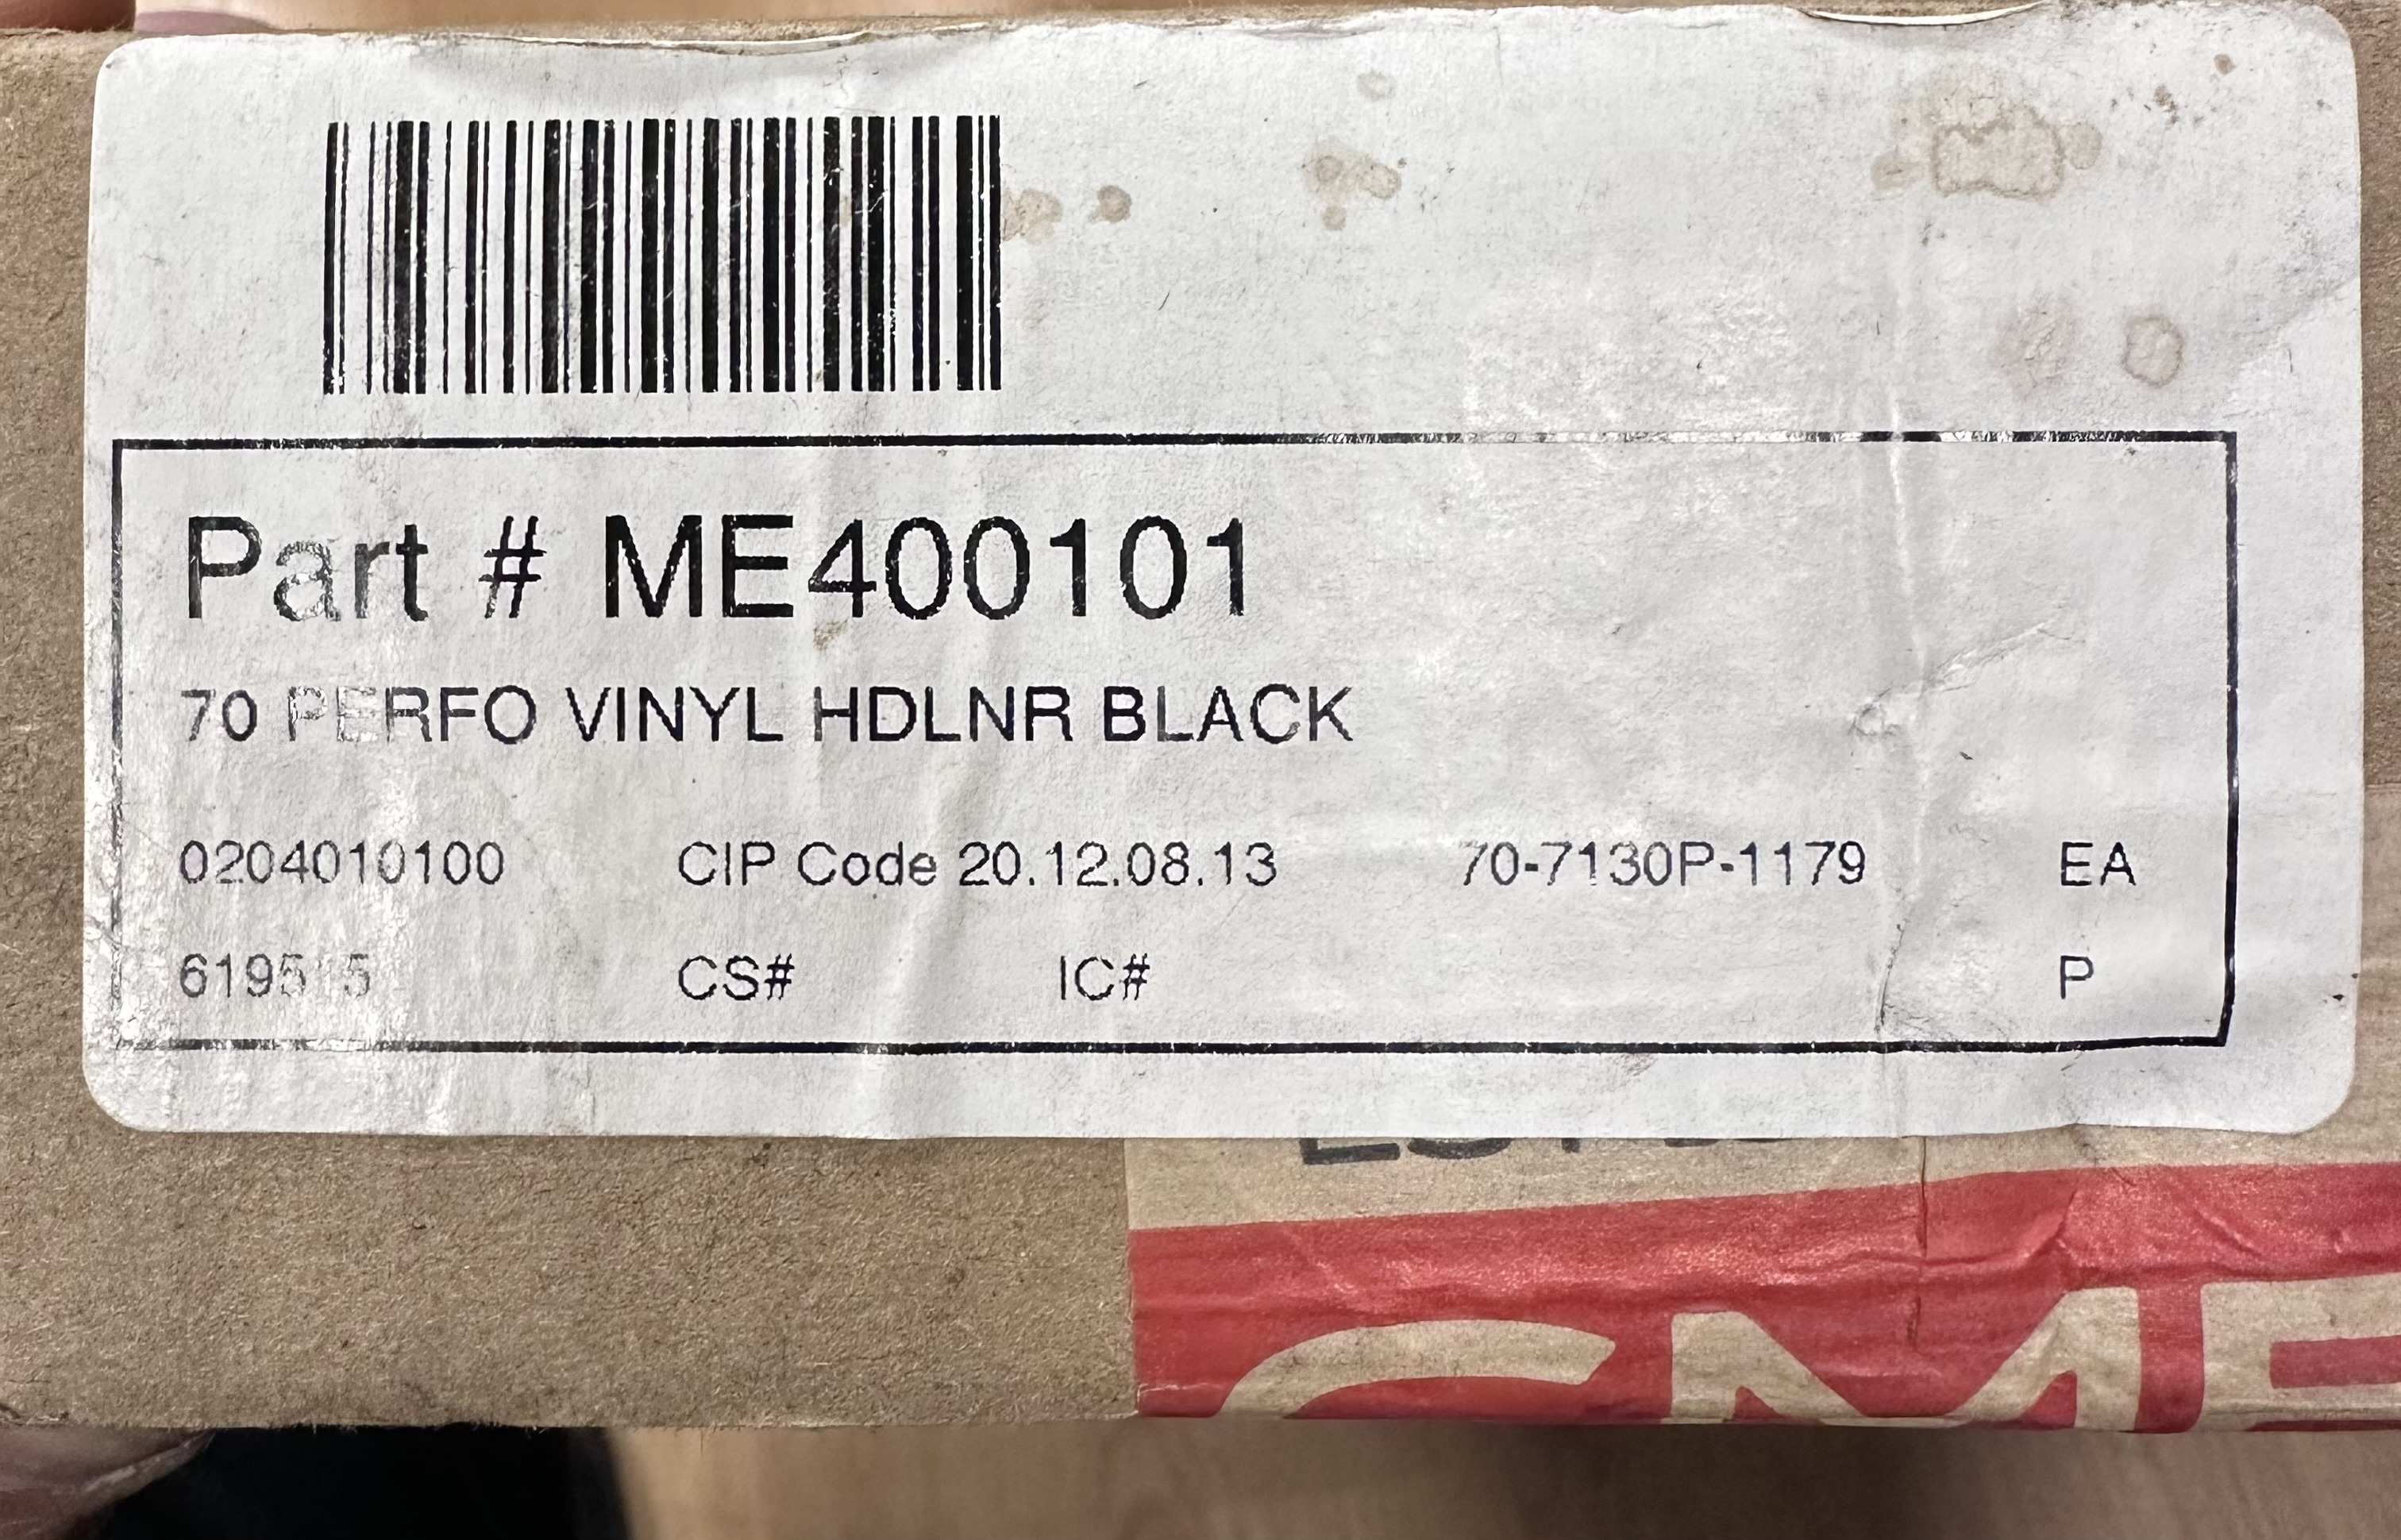 Part # ME400101
70 PERFO VINYL HDLNR BLACK
0204010100 CIP Code 20.12.08.13 70-7130P-1179 EA
CS# IC# P